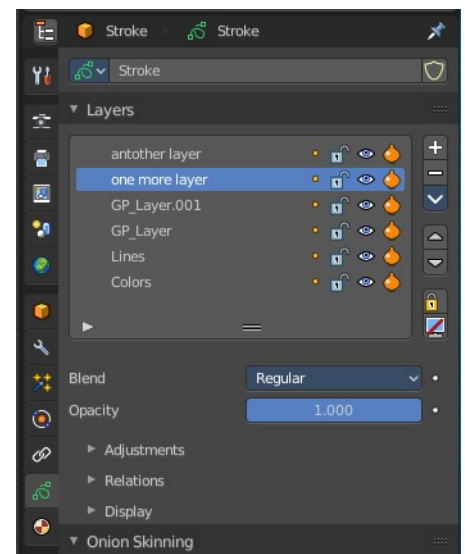 Stroke Stroke
Stroke
Layers
antother layer
one more layer
GP_Layer.001
GP_Layer
Lines
Colors
Blend Regular
Opacity 1.000
Adjustments
Relations
Display
Onion Skinning